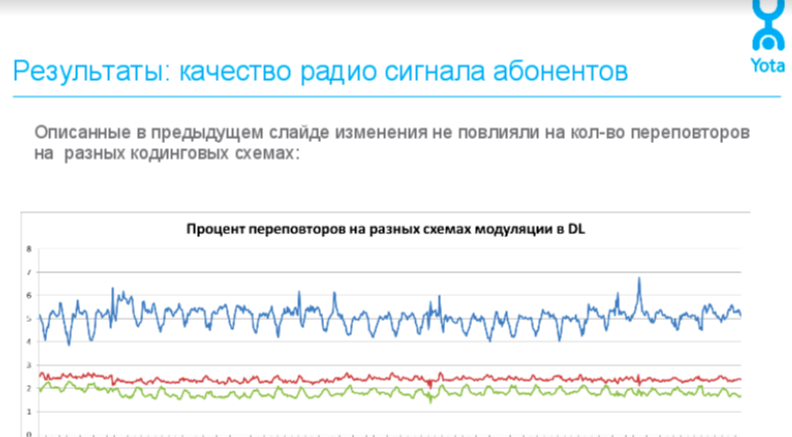 Yota
Результаты: качество радио сигнала абонентов
Описанные в предыдущем слайде изменения не повлияли на кол-во переповторов
на разных кодинговых схемах:
Процент переповторов на разных схемах модуляции в DL
8
7
6
5
4
3
2
1
0